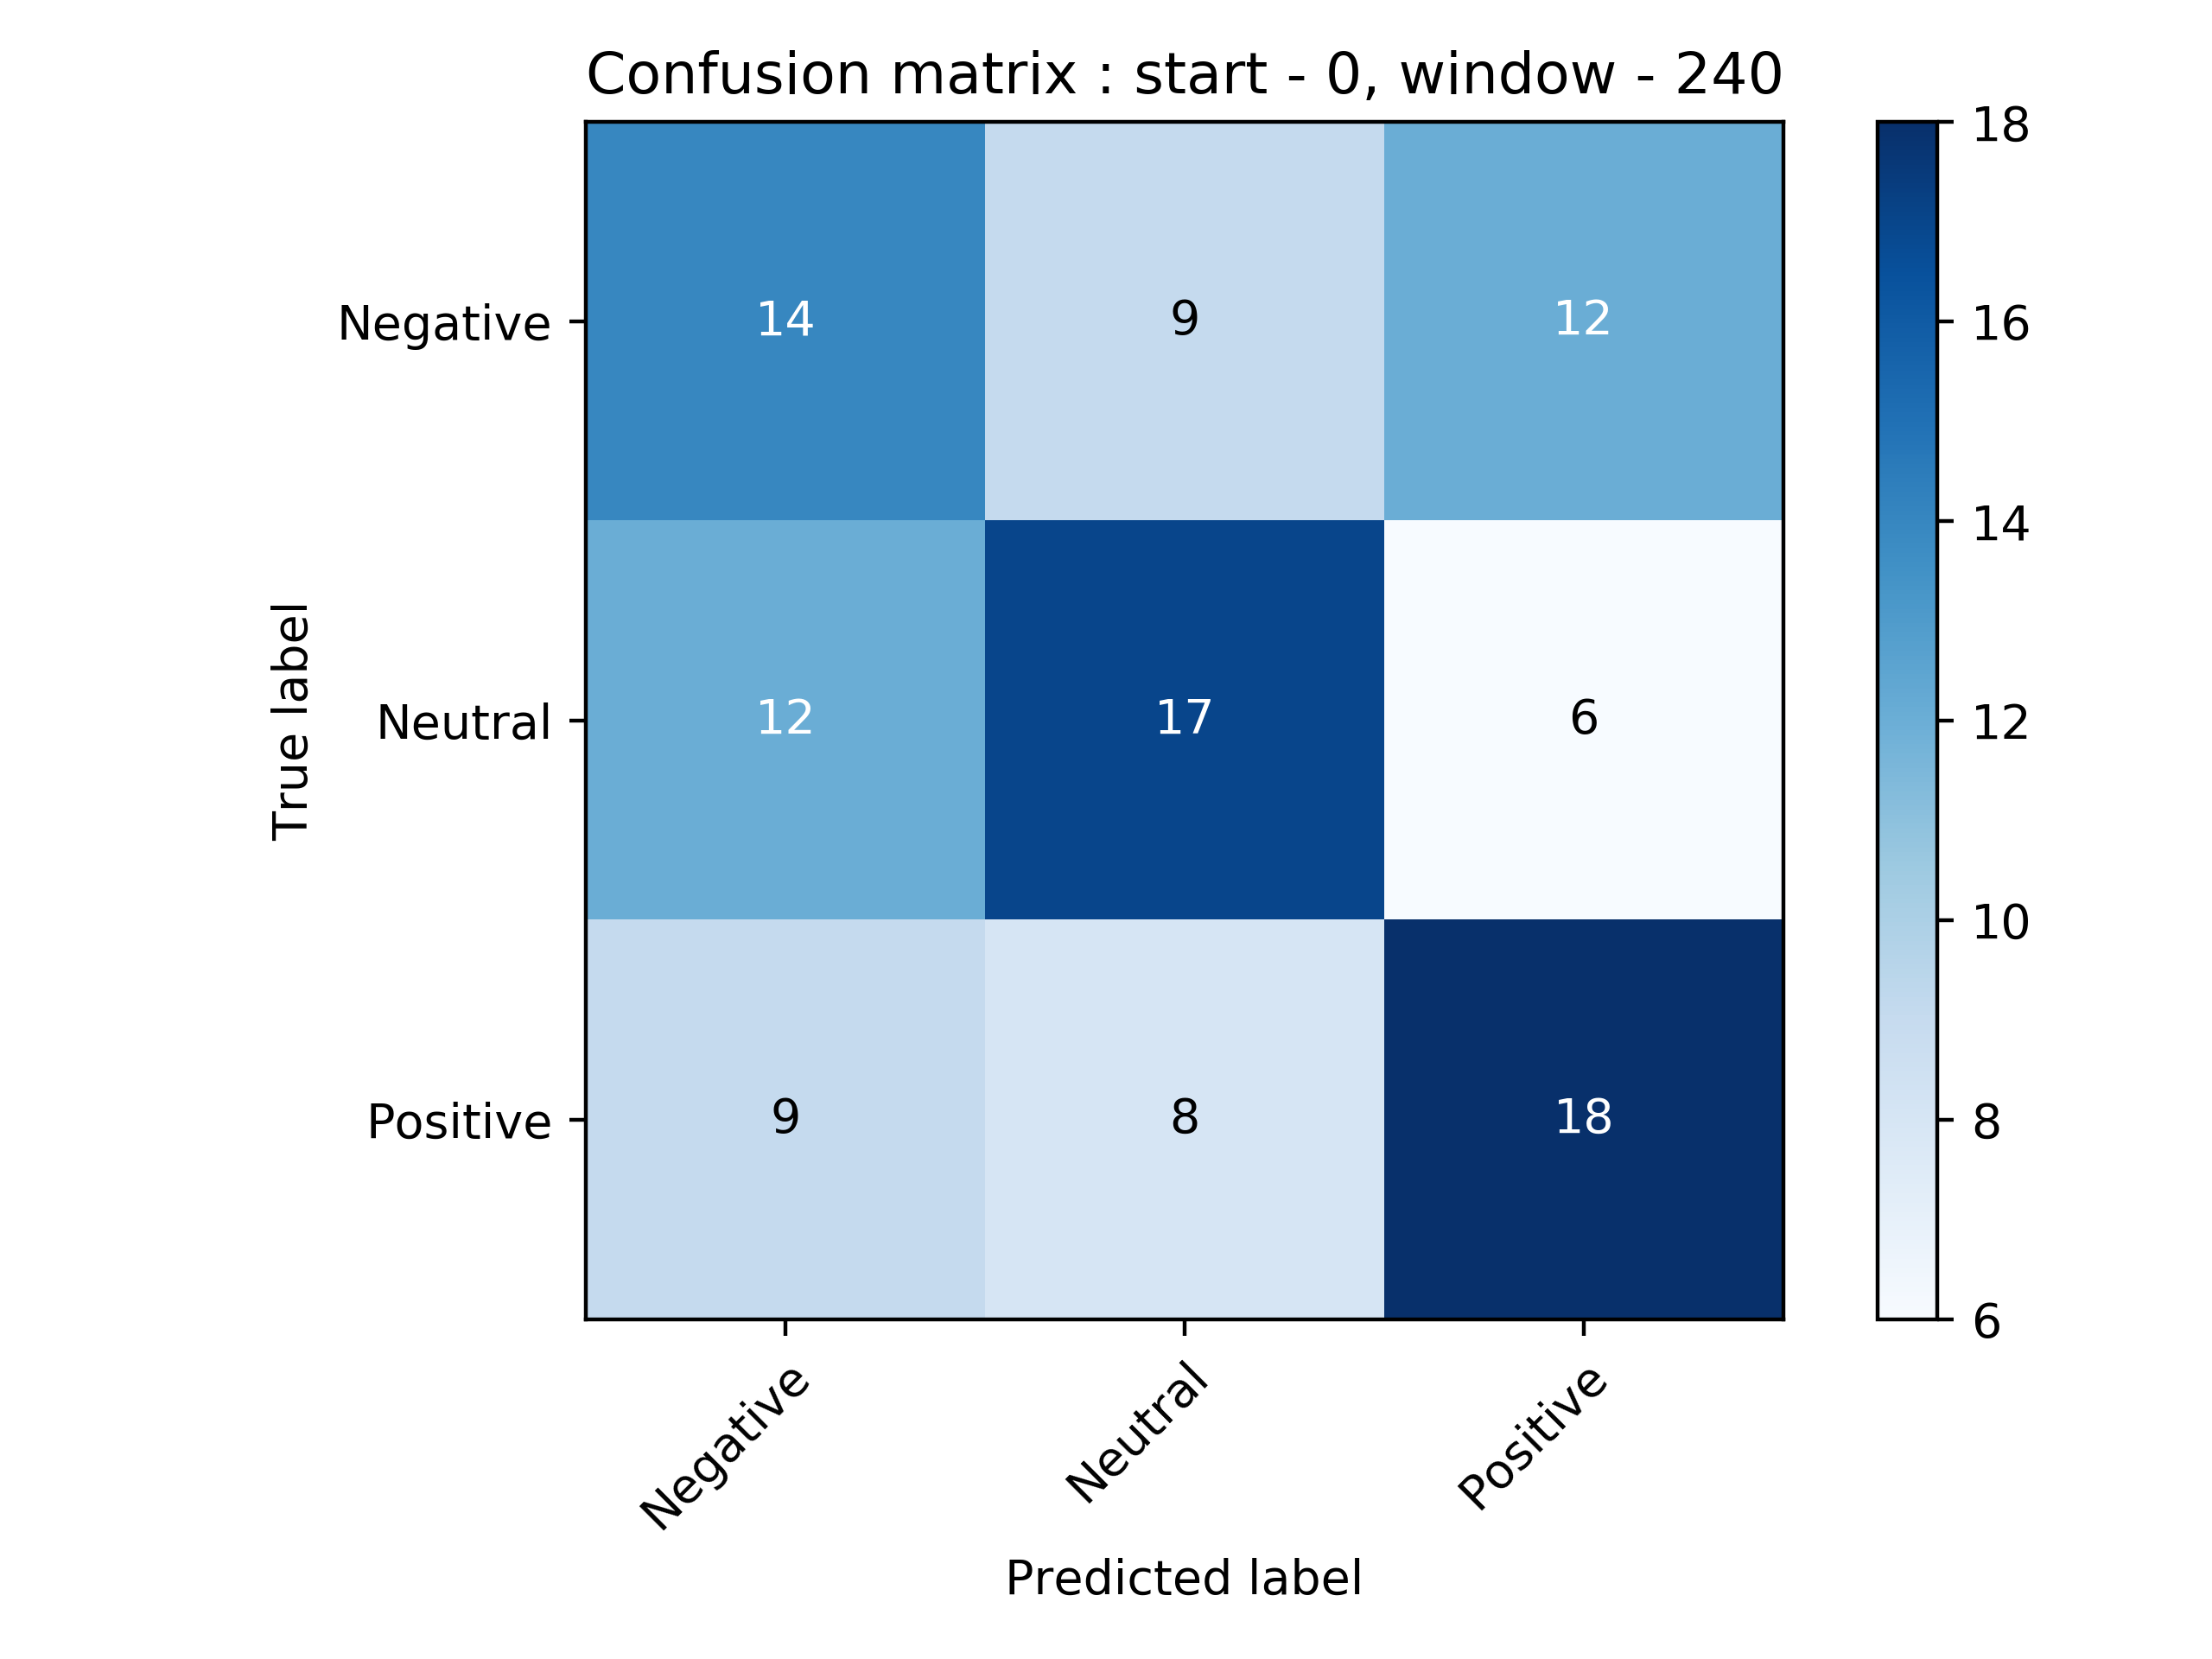 Confusion matrix : start - 0, window - 240
True label
Negative
14 9 12
Neutral
12 17 6
Positive
9 8 18
Negative Neutral Positive
Predicted label
18
16
14
12
10
8
6